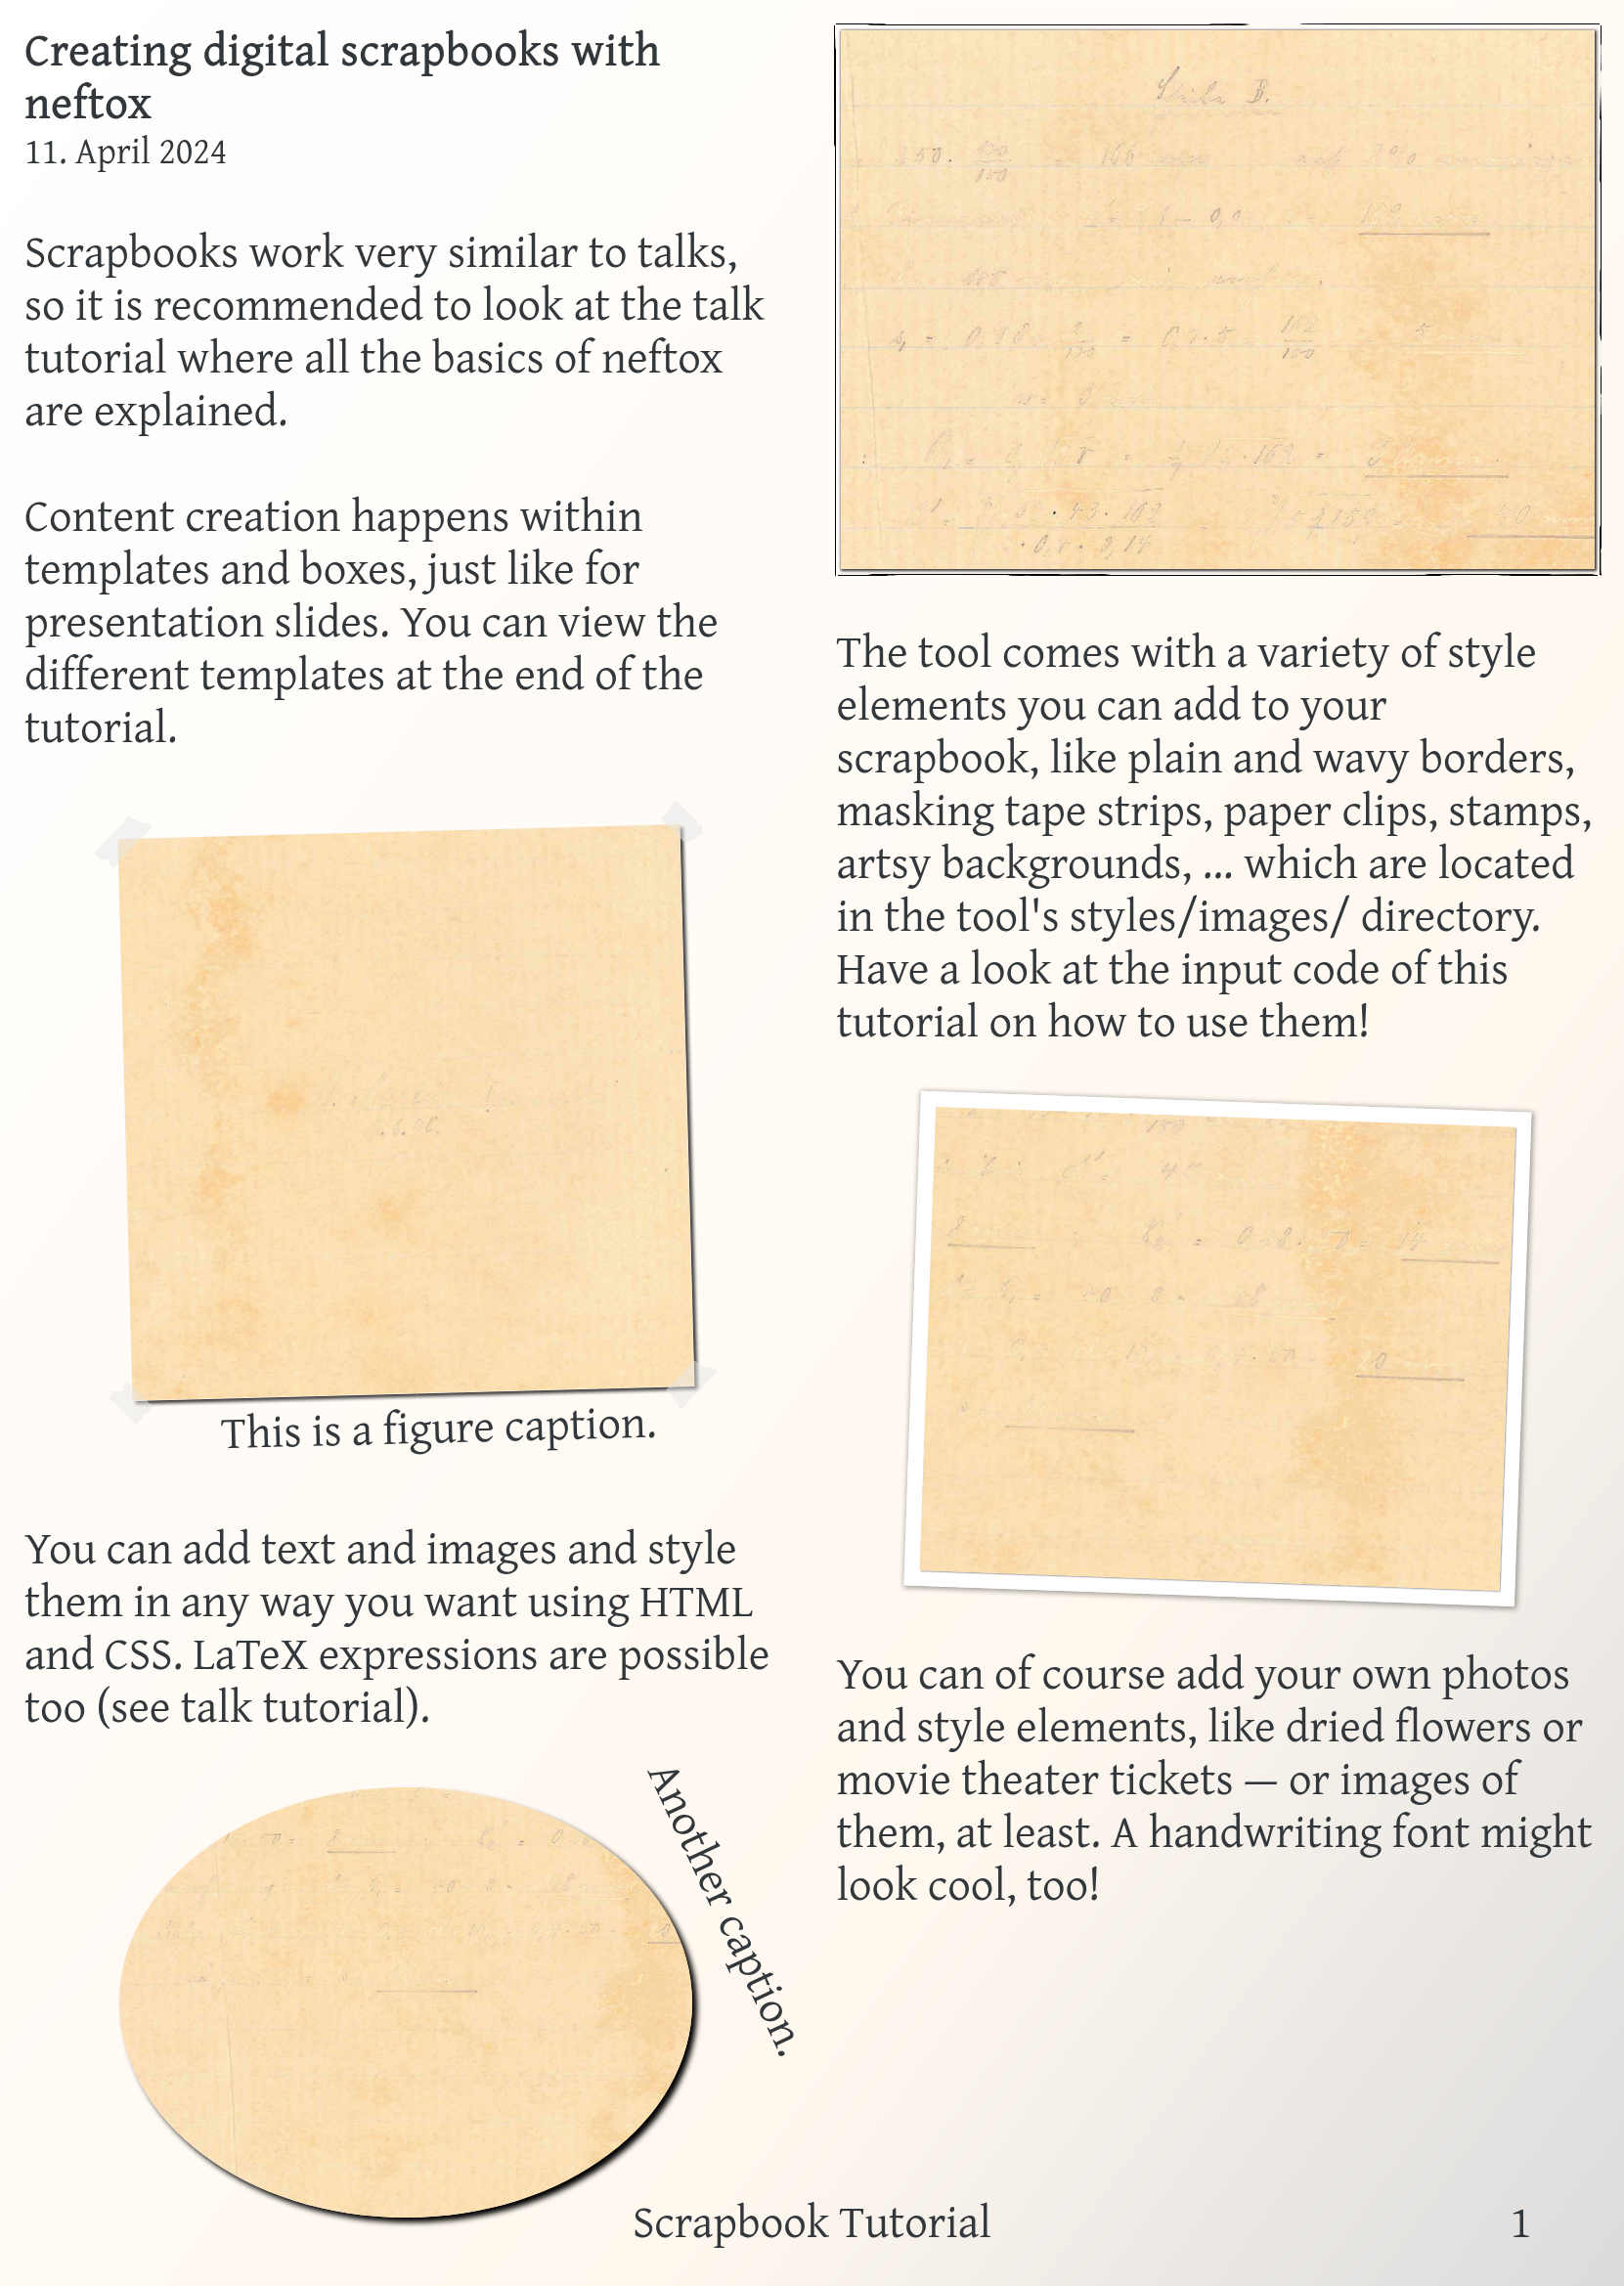 Creating digital scrapbooks with
neftox
11. April 2024
Scrapbooks work very similar to talks,
so it is recommended to look at the talk
tutorial where all the basics of neftox
are explained.
Content creation happens within
templates and boxes, just like for
presentation slides. You can view the
different templates at the end of the
tutorial.
This is a figure caption.
You can add text and images and style
them in any way you want using HTML
and CSS. LaTeX expressions are possible
too (see talk tutorial).
Another caption.
The tool comes with a variety of style
elements you can add to your
scrapbook, like plain and wavy borders,
masking tape strips, paper clips, stamps,
artsy backgrounds, ... which are located
in the tool's styles/images/ directory.
Have a look at the input code of this
tutorial on how to use them!
You can of course add your own photos
and style elements, like dried flowers or
movie theater tickets — or images of
them, at least. A handwriting font might
look cool, too!
Scrapbook Tutorial
1